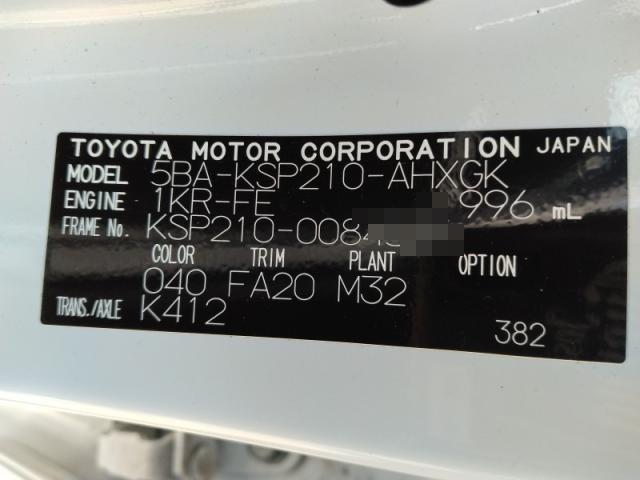 TOYOTA MOTOR CORPORATION JAPAN
MODEL 5BA-KSP210-AHXGK
ENGINE 1KR-FE 996 mL
FRAME No. KSP210-0084
COLOR TRIM PLANT OPTION
040 FA20 M32
TRANS./AXLE K412
382